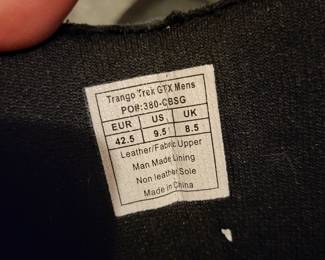 Trango Trek GTX Mens
PO#:380-CBSG
EUR US UK
42.5 9.5 8.5
Leather/Fabric Upper
Man Made Lining
Non leather Sole
Made in China